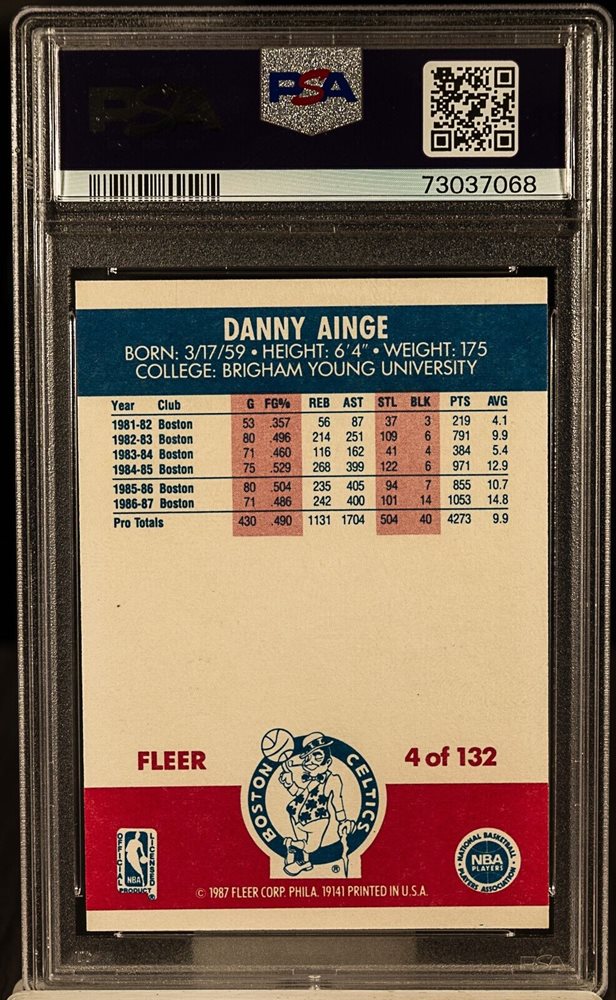 PSA
PSA
73037068
DANNY AINGE
BORN: 3/17/59 • HEIGHT: 6'4" • WEIGHT: 175
COLLEGE: BRIGHAM YOUNG UNIVERSITY
Year Club G FG% REB AST STL BLK PTS AVG
1981-82 Boston 53 .357 56 87 37 3 219 4.1
1982-83 Boston 80 .496 214 251 109 6 791 9.9
1983-84 Boston 71 .460 116 162 41 4 384 5.4
1984-85 Boston 75 .529 268 399 122 6 971 12.9
1985-86 Boston 80 .504 235 405 94 7 855 10.7
1986-87 Boston 71 .486 242 400 101 14 1053 14.8
Pro Totals 430 .490 1131 1704 504 40 4273 9.9
FLEER
4 of 132
BOSTON CELTICS
®
OFFICIAL LICENSED PRODUCT
NBA
NATIONAL BASKETBALL PLAYERS ASSOCIATION
NBA
PLAYERS
© 1987 FLEER CORP. PHILA. 19141 PRINTED IN U.S.A.
PSA